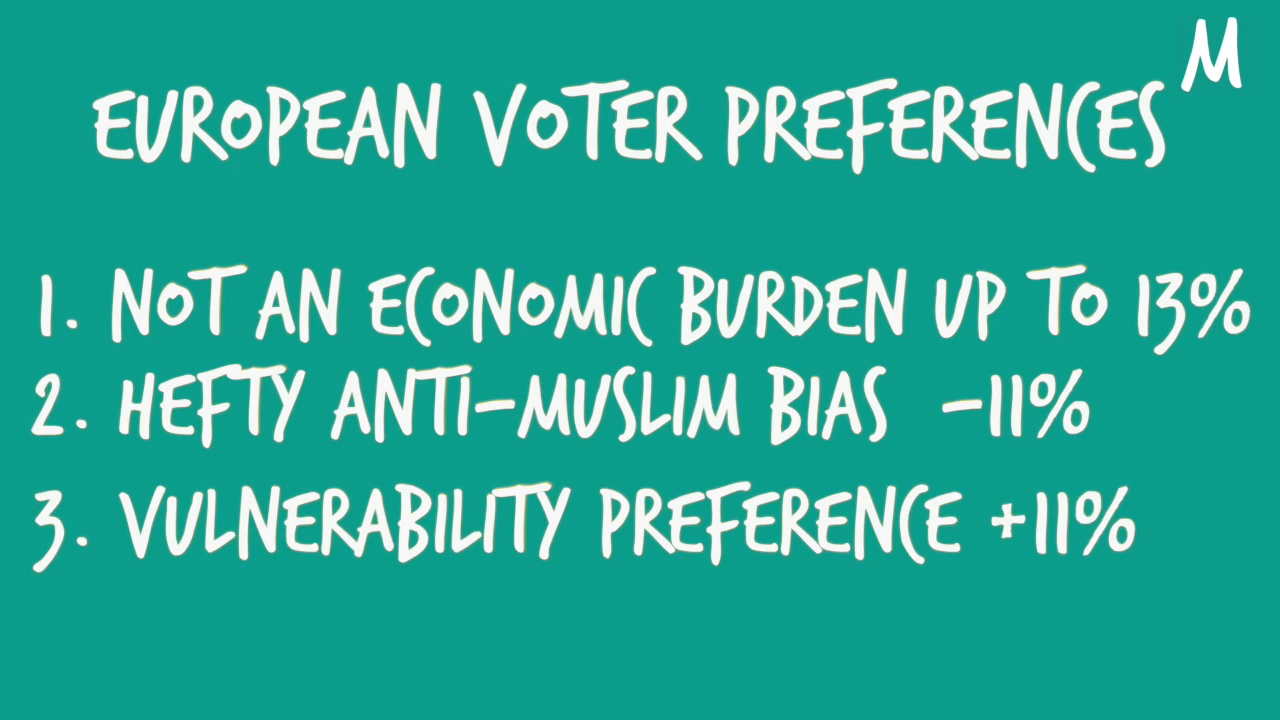 M
EUROPEAN VOTER PREFERENCES
1. NOT AN ECONOMIC BURDEN UP TO 13%
2. HEFTY ANTI-MUSLIM BIAS -11%
3. VULNERABILITY PREFERENCE +11%